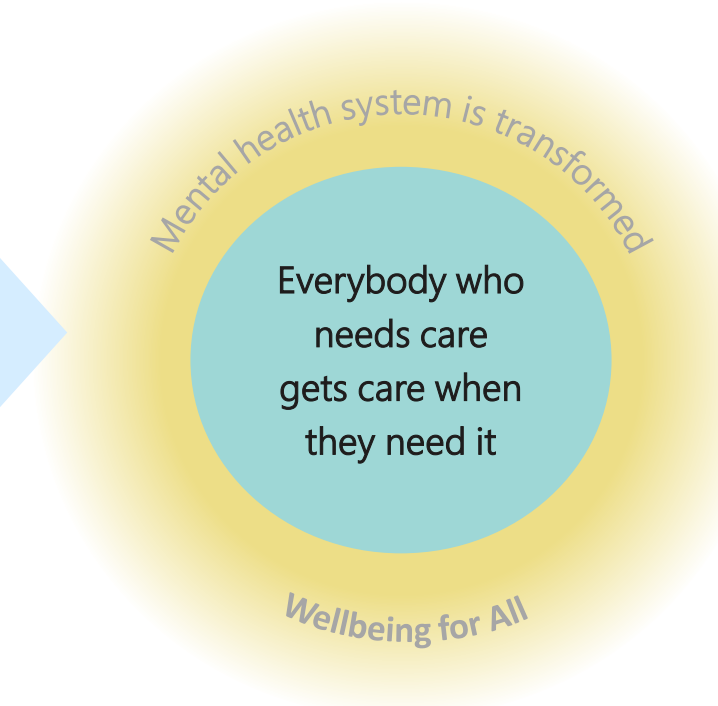 Mental health system is transformed
Everybody who
needs care
gets care when
they need it
Wellbeing for All